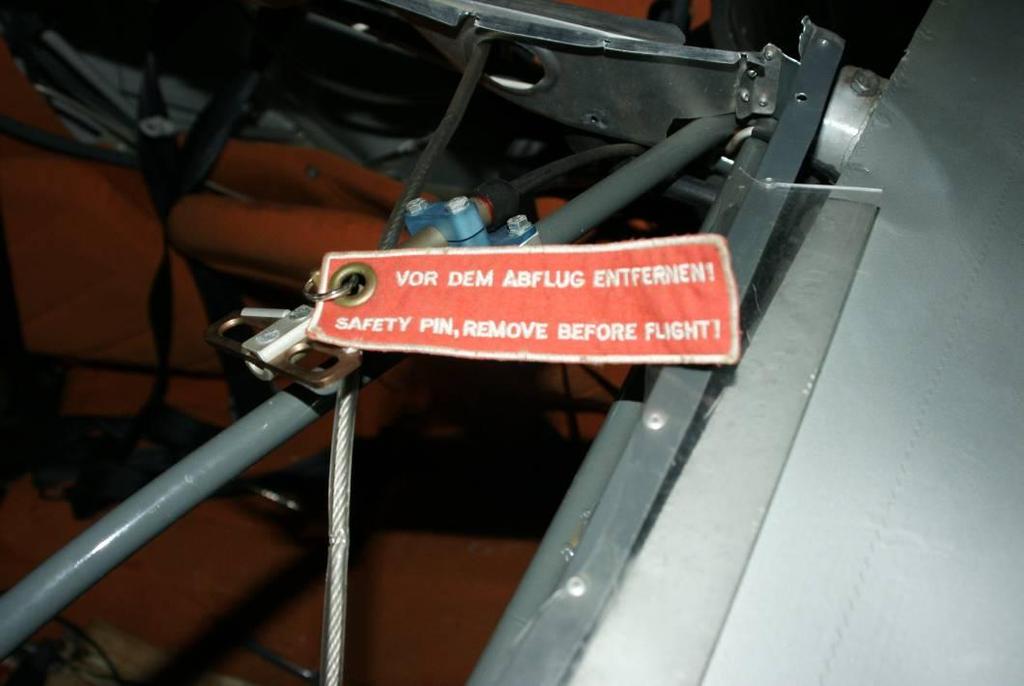 VOR DEM ABFLUG ENTFERNEN!
SAFETY PIN, REMOVE BEFORE FLIGHT!